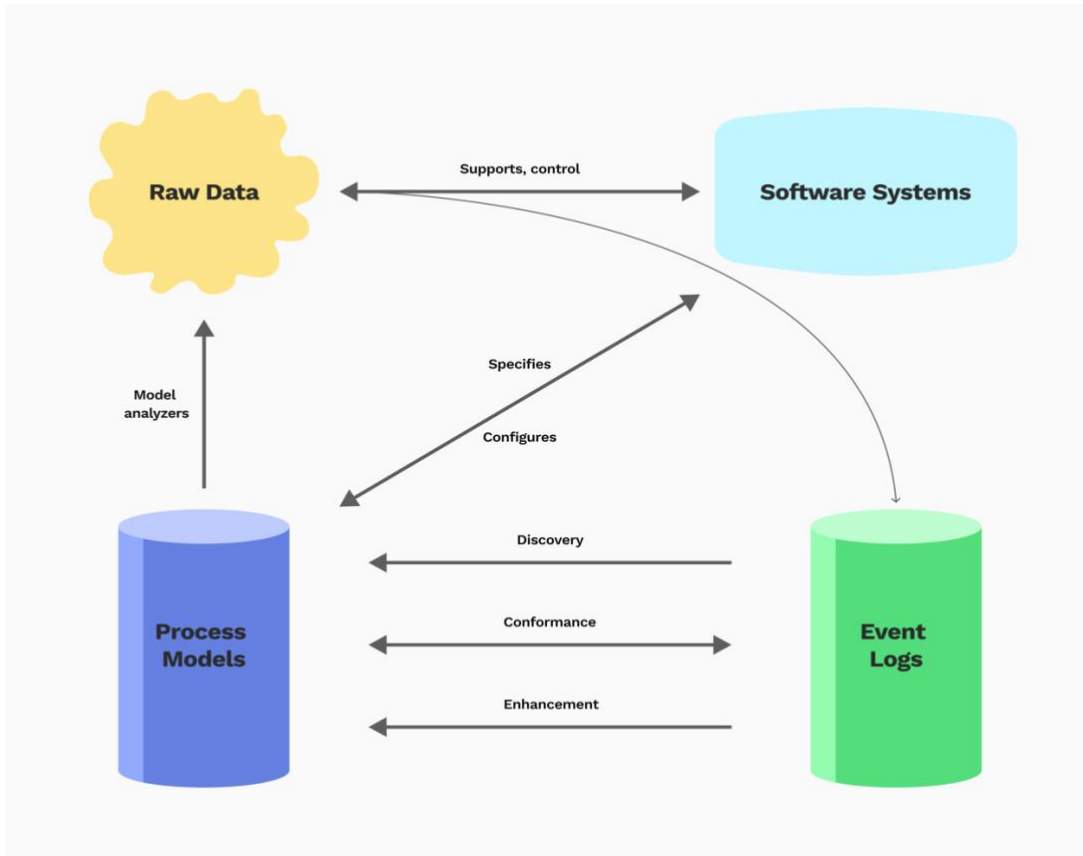 Raw Data
Supports, control
Software Systems
Specifies
Model
analyzers
Configures
Discovery
Process
Models
Conformance
Event
Logs
Enhancement